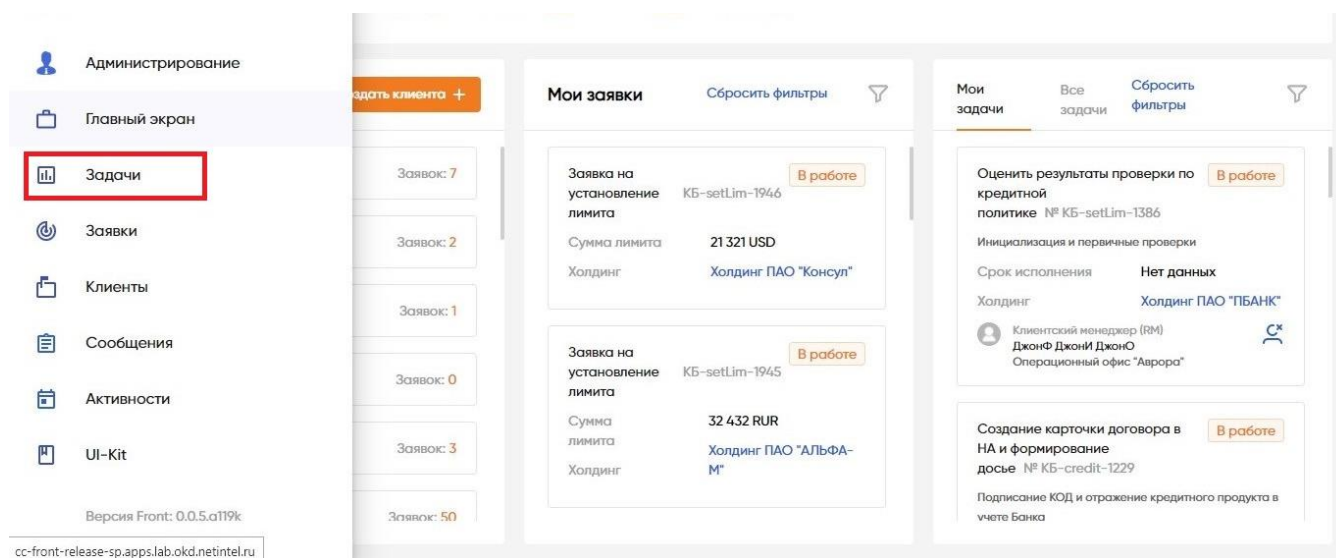 Администрирование
Главный экран
Задачи
Заявки
Клиенты
Сообщения
Активности
UI-Kit
Версия Front: 0.0.5.a119k
cc-front-release-sp.apps.lab.okd.netintel.ru
здать клиента +
Заявок: 7
Заявок: 2
Заявок: 1
Заявок: 0
Заявок: 3
Заявок: 50
Мои заявки Сбросить фильтры
Заявка на установление лимита КБ-setLim-1946 В работе
Сумма лимита 21 321 USD
Холдинг Холдинг ПАО "Консул"
Заявка на установление лимита КБ-setLim-1945 В работе
Сумма лимита 32 432 RUR
Холдинг Холдинг ПАО "АЛЬФА-М"
Мои задачи Все задачи Сбросить фильтры
Оценить результаты проверки по В работе
кредитной
политике № КБ-setLim-1386
Инициализация и первичные проверки
Срок исполнения Нет данных
Холдинг Холдинг ПАО "ПБАНК"
Клиентский менеджер (RM)
ДжонФ ДжонИ ДжонО
Операционный офис "Аврора"
Создание карточки договора в В работе
НА и формирование
досье № КБ-credit-1229
Подписание КОД и отражение кредитного продукта в
учете Банка